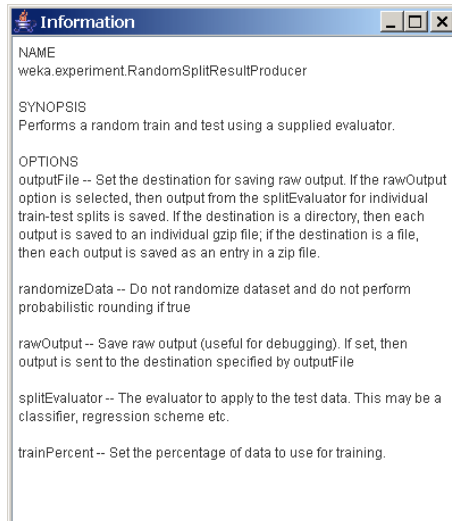 Information
NAME
weka.experiment.RandomSplitResultProducer
SYNOPSIS
Performs a random train and test using a supplied evaluator.
OPTIONS
outputFile -- Set the destination for saving raw output. If the rawOutput
option is selected, then output from the splitEvaluator for individual
train-test splits is saved. If the destination is a directory, then each
output is saved to an individual gzip file; if the destination is a file,
then each output is saved as an entry in a zip file.
randomizeData -- Do not randomize dataset and do not perform
probabilistic rounding if true
rawOutput -- Save raw output (useful for debugging). If set, then
output is sent to the destination specified by outputFile
splitEvaluator -- The evaluator to apply to the test data. This may be a
classifier, regression scheme etc.
trainPercent -- Set the percentage of data to use for training.